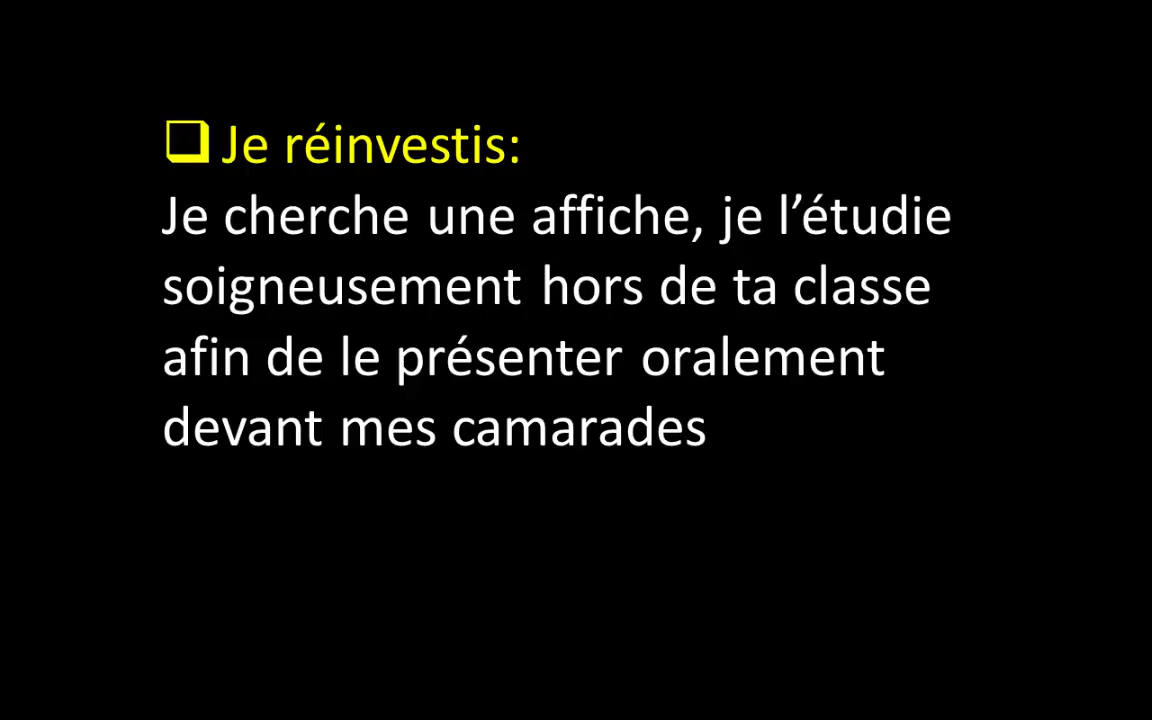 ❑ Je réinvestis:
Je cherche une affiche, je l’étudie
soigneusement hors de ta classe
afin de le présenter oralement
devant mes camarades